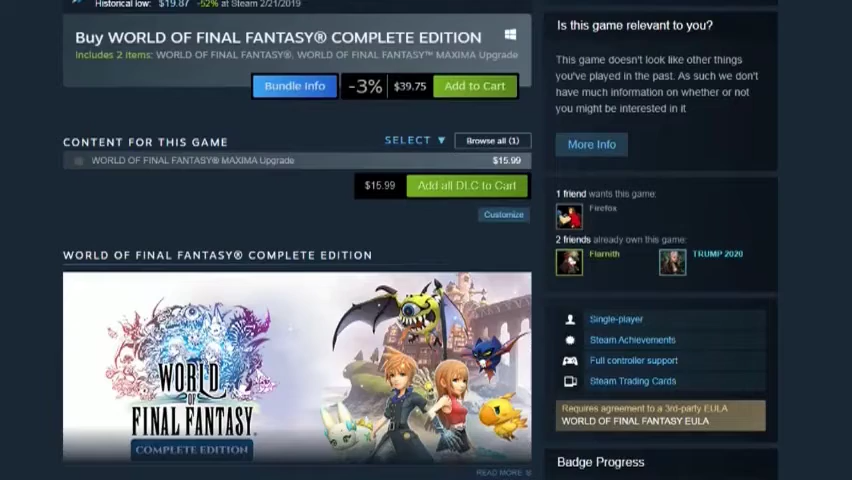 Historical low: $19.87 -52% at Steam 2/21/2019
Buy WORLD OF FINAL FANTASY® COMPLETE EDITION
Includes 2 items: WORLD OF FINAL FANTASY®, WORLD OF FINAL FANTASY™ MAXIMA Upgrade
Bundle Info
-3%
$39.75
Add to Cart
CONTENT FOR THIS GAME
SELECT ▼
Browse all (1)
WORLD OF FINAL FANTASY® MAXIMA Upgrade
$15.99
$15.99
Add all DLC to Cart
Customize
WORLD OF FINAL FANTASY® COMPLETE EDITION
WORLD
OF
FINAL FANTASY®
COMPLETE EDITION
READ MORE
Is this game relevant to you?
This game doesn't look like other things
you've played in the past. As such we don't
have much information on whether or not
you might be interested in it
More Info
1 friend wants this game:
Firefox
2 friends already own this game:
Flarnith
TRUMP 2020
Single-player
Steam Achievements
Full controller support
Steam Trading Cards
Requires agreement to a 3rd-party EULA
WORLD OF FINAL FANTASY EULA
Badge Progress